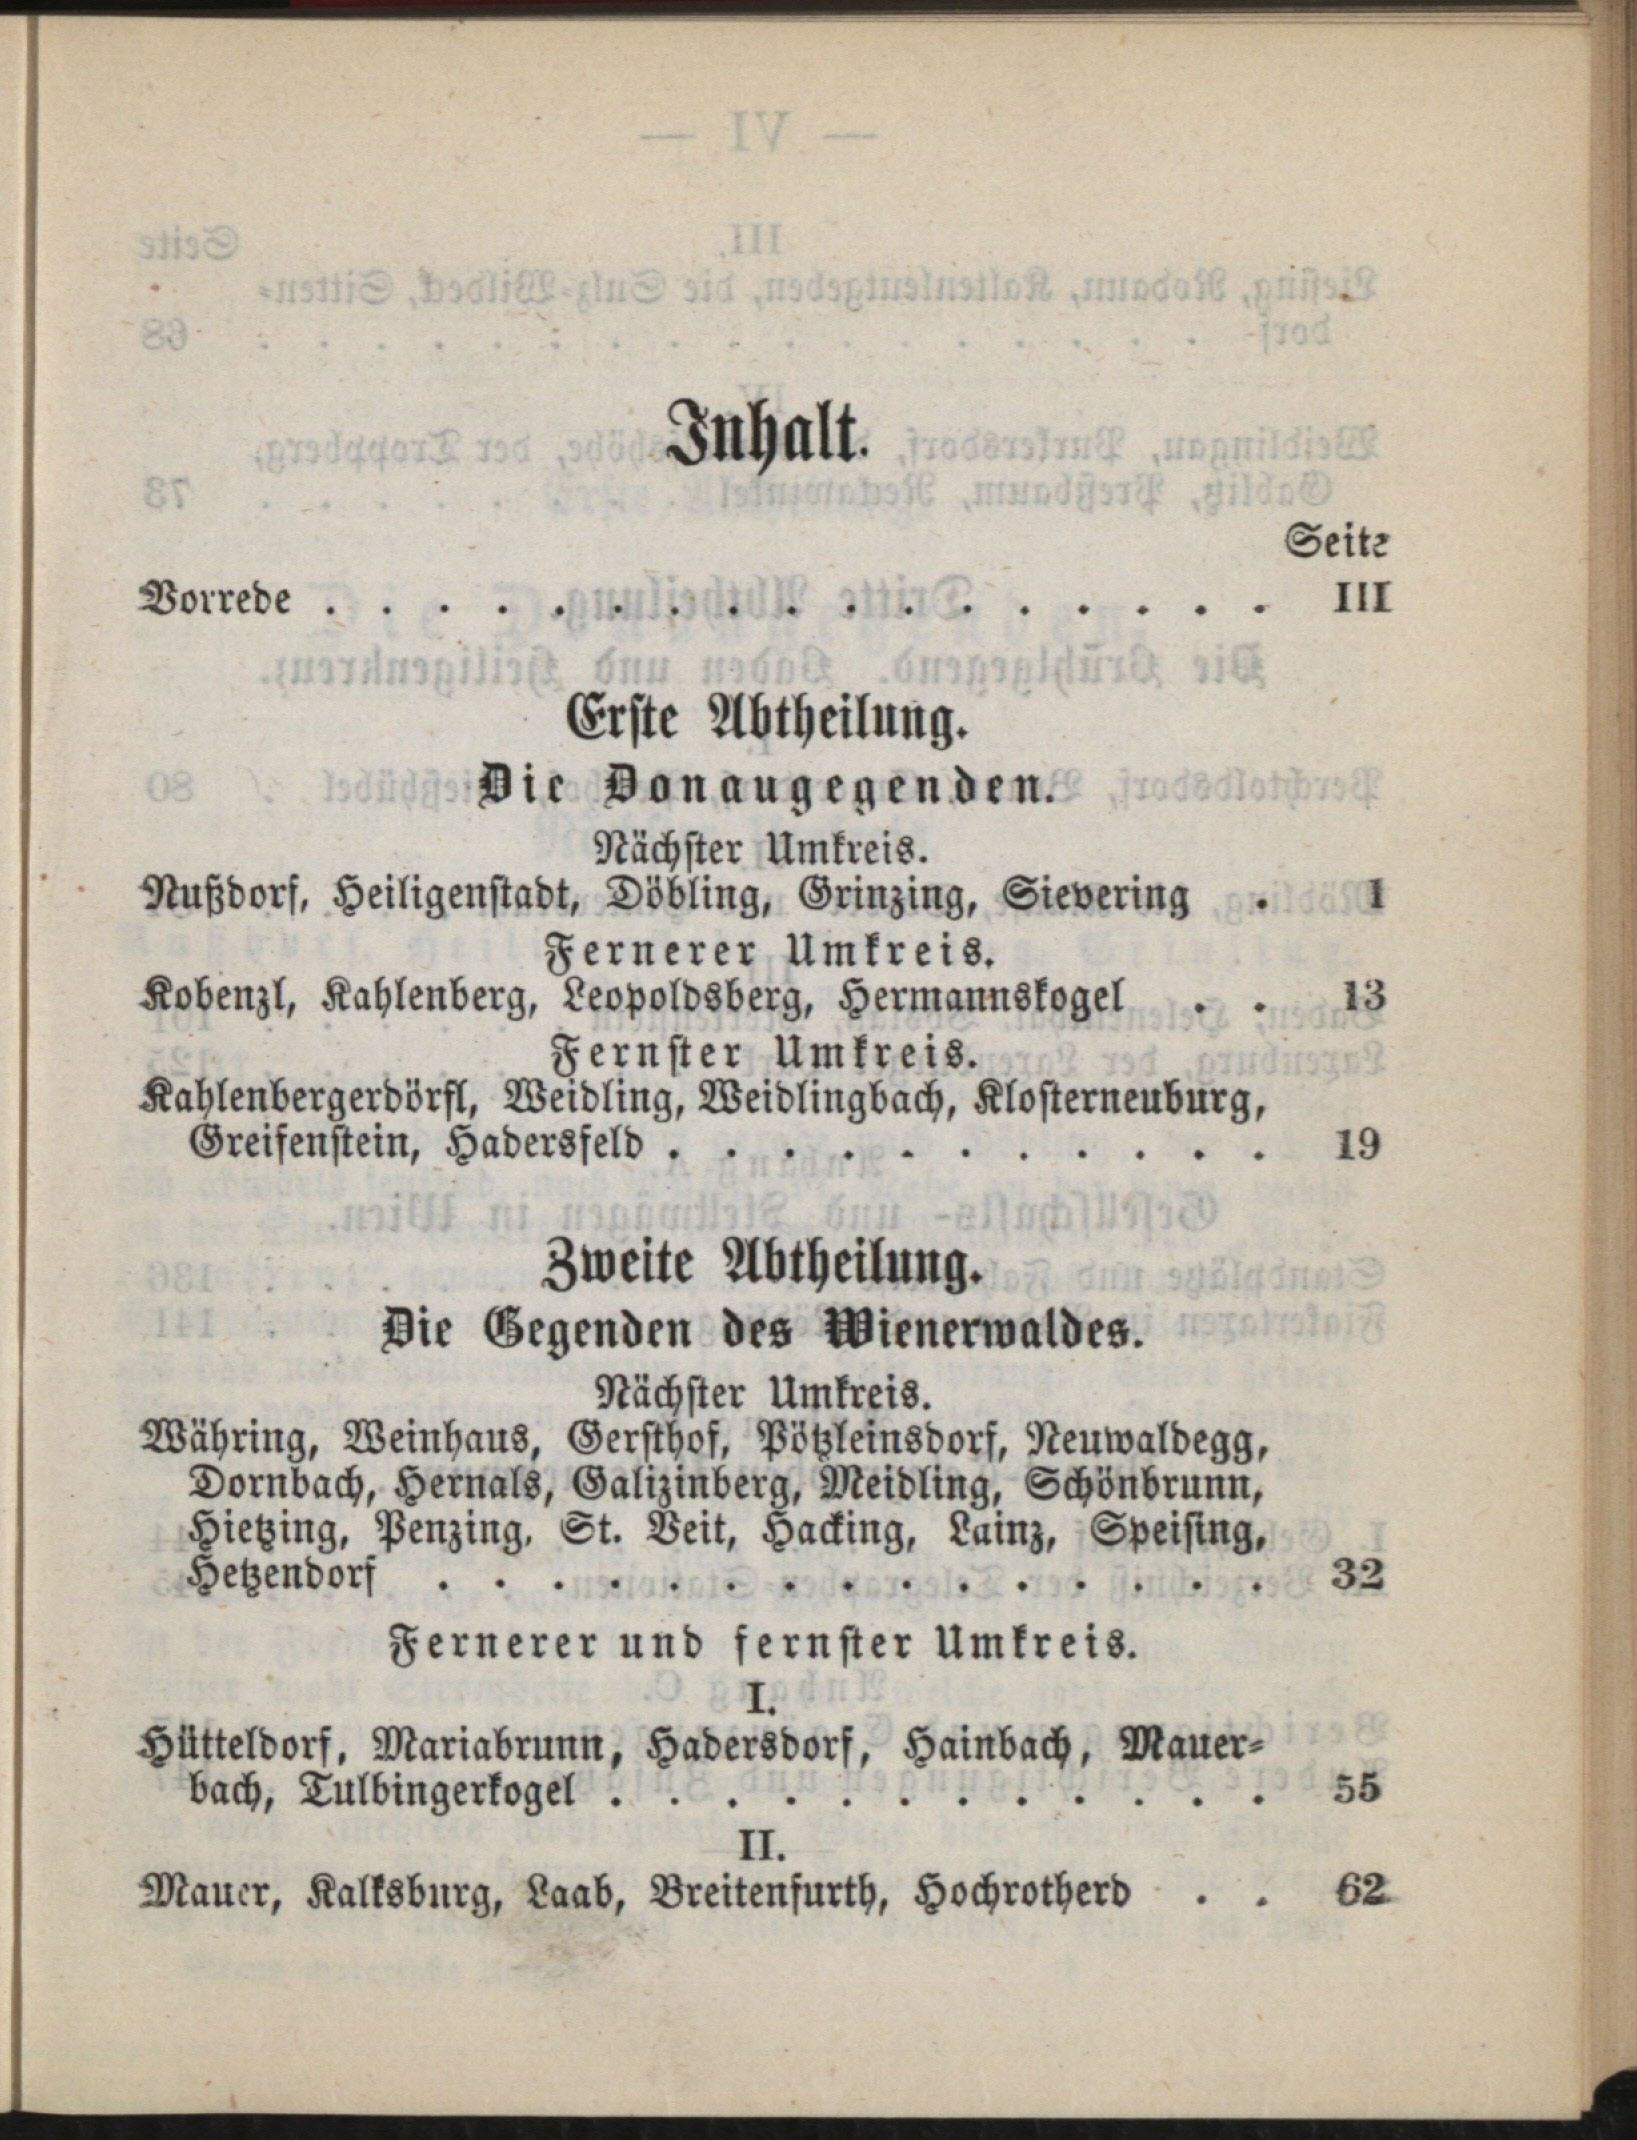 Inhalt.
Seite
Vorrede . . . . . . . . . . . . . . . . . III
Erste Abtheilung.
Die Donaugegenden.
Nächster Umkreis.
Nußdorf, Heiligenstadt, Döbling, Grinzing, Sievering . 1
Fernerer Umkreis.
Kobenzl, Kahlenberg, Leopoldsberg, Hermannskogel . . 13
Fernster Umkreis.
Kahlenbergerdörfl, Weidling, Weidlingbach, Klosterneuburg,
Greifenstein, Hadersfeld . . . . . . . . . . . 19
Zweite Abtheilung.
Die Gegenden des Wienerwaldes.
Nächster Umkreis.
Währing, Weinhaus, Gersthof, Pötzleinsdorf, Neuwaldegg,
Dornbach, Hernals, Galizinberg, Meidling, Schönbrunn,
Hietzing, Penzing, St. Veit, Hacking, Lainz, Speising,
Hetzendorf . . . . . . . . . . . . . . . 32
Fernerer und fernster Umkreis.
I.
Hütteldorf, Mariabrunn, Hadersdorf, Hainbach, Mauer-
bach, Tulbingerkogel . . . . . . . . . . . . 55
II.
Mauer, Kalksburg, Laab, Breitenfurth, Hochrotherd . . 62